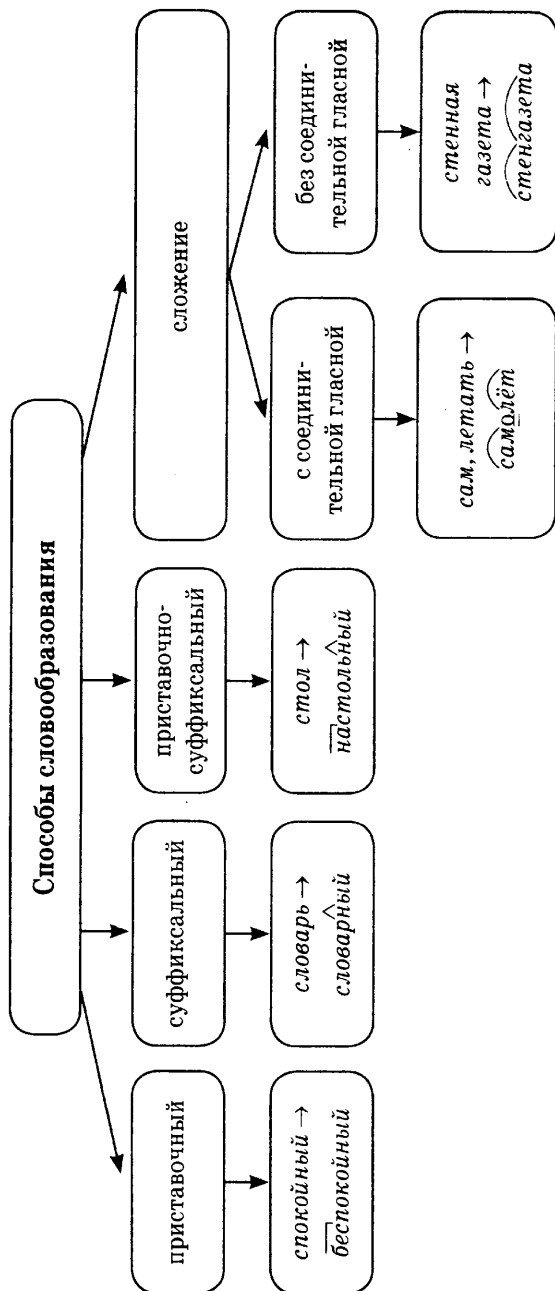 Способы словообразования
приставочный
суффиксальный
приставочно-
суффиксальный
сложение
спокойный →
беспокойный
словарь →
словарный
стол →
настольный
с соедини-
тельной гласной
без соедини-
тельной гласной
сам, летать →
самолёт
стенная
газета →
стенгазета